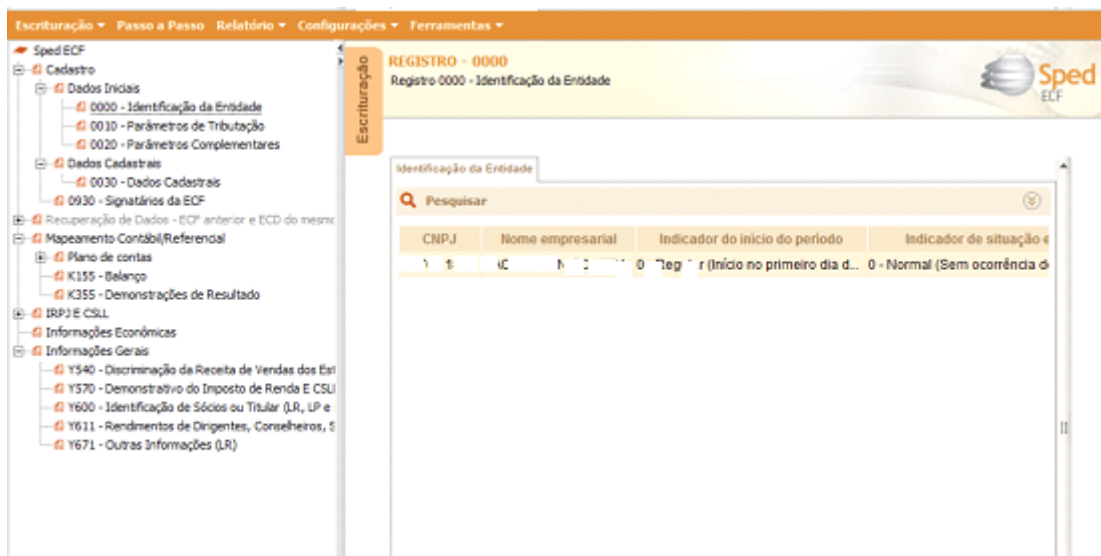 Escrituração Passo a Passo Relatório Configurações Ferramentas
Sped ECF
Cadastro
Dados Iniciais
0000 - Identificação da Entidade
0010 - Parâmetros de Tributação
0020 - Parâmetros Complementares
Dados Cadastrais
0030 - Dados Cadastrais
0930 - Signatários da ECF
Recuperação de Dados - ECF anterior e ECD do mesmo
Mapeamento Contábil/Referencial
Plano de contas
K155 - Balanço
K355 - Demonstrações de Resultado
IRPJ E CSLL
Informações Econômicas
Informações Gerais
Y540 - Discriminação da Receita de Vendas dos Est
Y570 - Demonstrativo do Imposto de Renda E CSLL
Y600 - Identificação de Sócios ou Titular (LR, LP e
Y611 - Rendimentos de Dirigentes, Conselheiros, S
Y671 - Outras Informações (LR)
Escrituração
REGISTRO - 0000
Registro 0000 - Identificação da Entidade
Sped
ECF
Identificação da Entidade
Pesquisar
CNPJ Nome empresarial Indicador do início do período Indicador de situação e
0 (Início no primeiro dia d... 0 - Normal (Sem ocorrência d